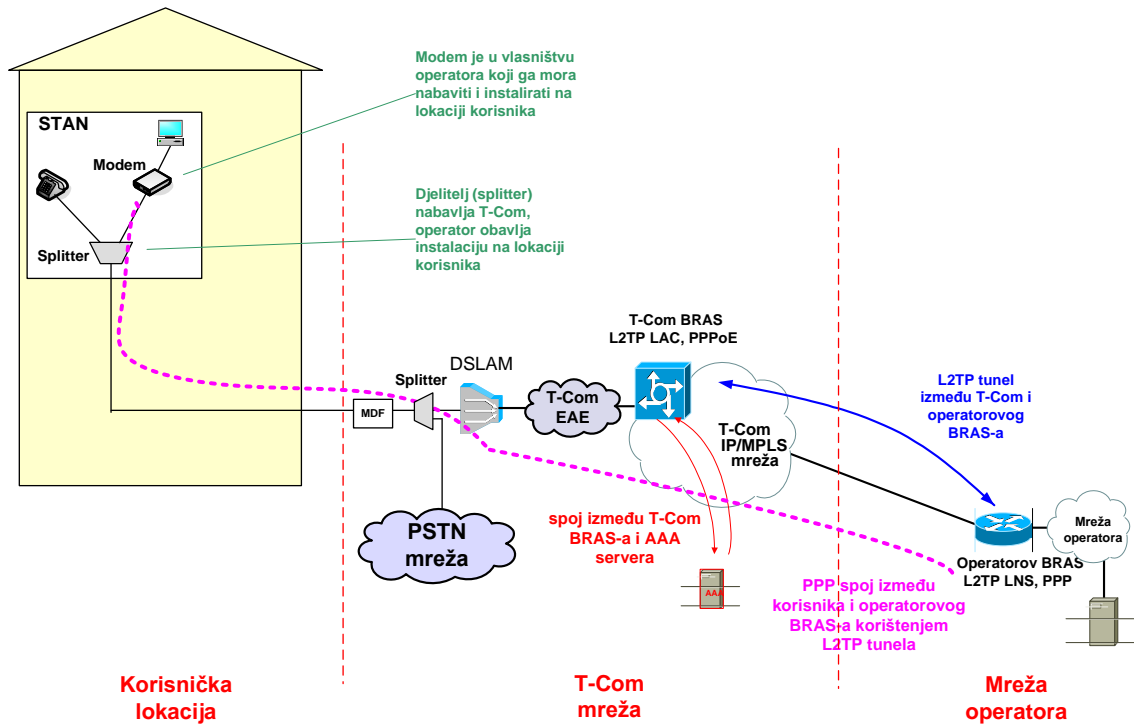 Modem je u vlasništvu
operatora koji ga mora
nabaviti i instalirati na
lokaciji korisnika
STAN
Modem
Splitter
Djelitelj (splitter)
nabavlja T-Com,
operator obavlja
instalaciju na lokaciji
korisnika
T-Com BRAS
L2TP LAC, PPPoE
DSLAM
Splitter
MDF
T-Com
EAE
T-Com
IP/MPLS
mreža
L2TP tunel
između T-Com i
operatorovog
BRAS-a
PSTN
mreža
spoj između T-Com
BRAS-a i AAA
servera
AAA
Mreža
operatora
Operatorov BRAS
L2TP LNS, PPP
PPP spoj između
korisnika i operatorovog
BRAS-a korištenjem
L2TP tunela
Korisnička
lokacija
T-Com
mreža
Mreža
operatora